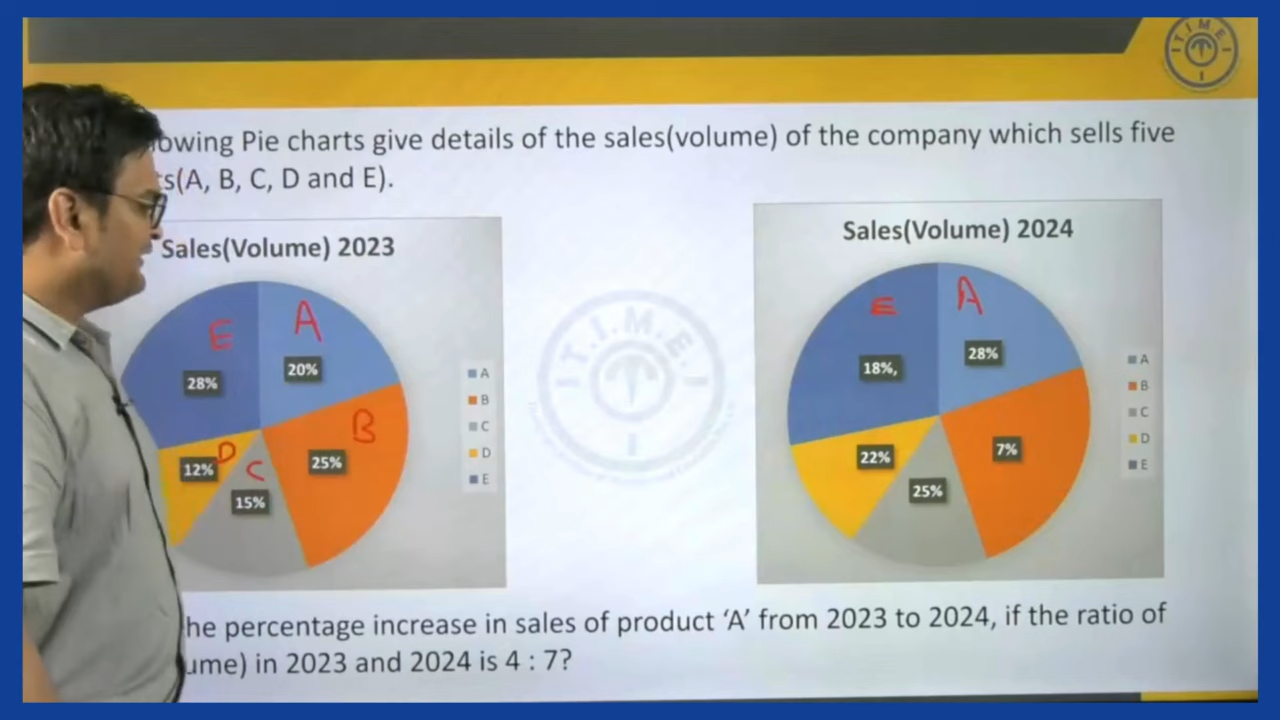 T.I.M.E.
owing Pie charts give details of the sales(volume) of the company which sells five
s(A, B, C, D and E).
Sales(Volume) 2023
E
A
28%
20%
B
D
12%
C
25%
15%
A
B
C
D
E
T.I.M.E.
Sales(Volume) 2024
E
A
18%,
28%
22%
7%
25%
A
B
C
D
E
he percentage increase in sales of product ‘A’ from 2023 to 2024, if the ratio of
ume) in 2023 and 2024 is 4 : 7?